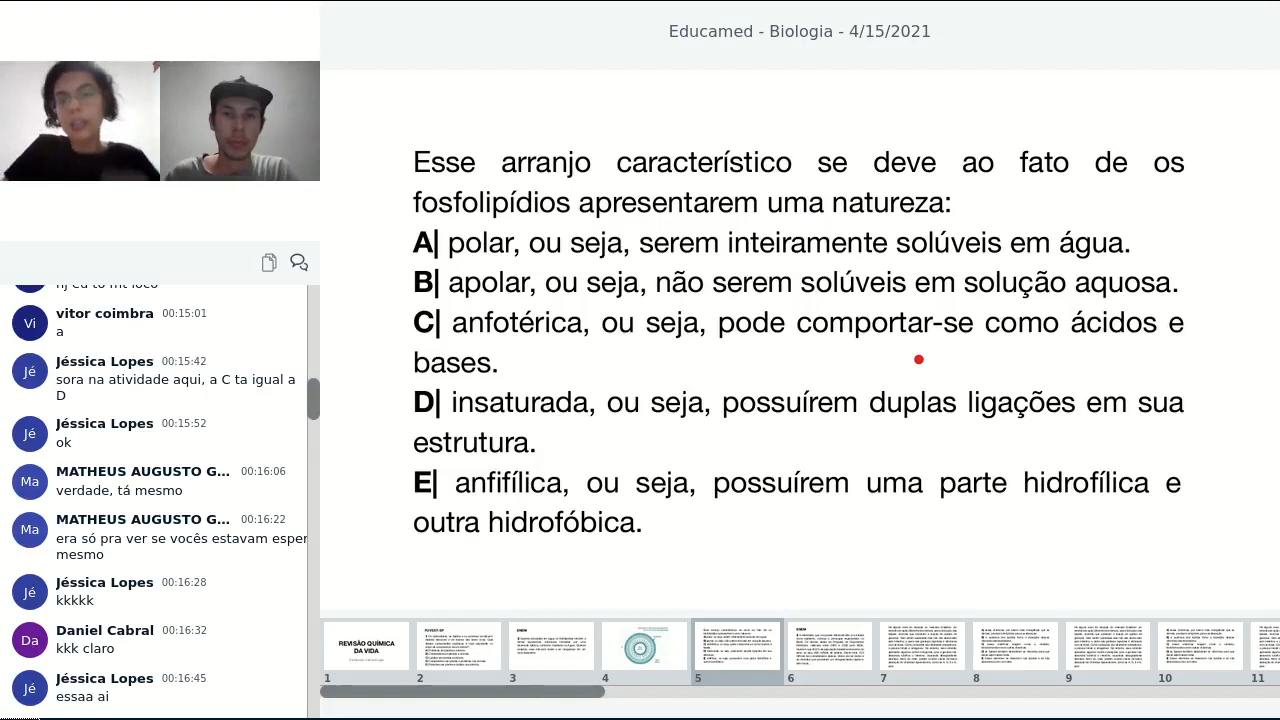 Educamed - Biologia - 4/15/2021
Esse arranjo característico se deve ao fato de os
fosfolipídios apresentarem uma natureza:
A| polar, ou seja, serem inteiramente solúveis em água.
B| apolar, ou seja, não serem solúveis em solução aquosa.
C| anfotérica, ou seja, pode comportar-se como ácidos e
bases.
D| insaturada, ou seja, possuírem duplas ligações em sua
estrutura.
E| anfifílica, ou seja, possuírem uma parte hidrofílica e
outra hidrofóbica.
Vi
vitor coimbra 00:15:01
a
Jé
Jéssica Lopes 00:15:42
sora na atividade aqui, a C ta igual a
D
Jé
Jéssica Lopes 00:15:52
ok
Ma
MATHEUS AUGUSTO G... 00:16:06
verdade, tá mesmo
Ma
MATHEUS AUGUSTO G... 00:16:22
era só pra ver se vocês estavam esper
mesmo
Jé
Jéssica Lopes 00:16:28
kkkkk
Da
Daniel Cabral 00:16:32
kkk claro
Jé
Jéssica Lopes 00:16:45
essaa ai
REVISÃO QUÍMICA
DA VIDA
ENEM
ENEM
1 2 3 4 5 6 7 8 9 10 11